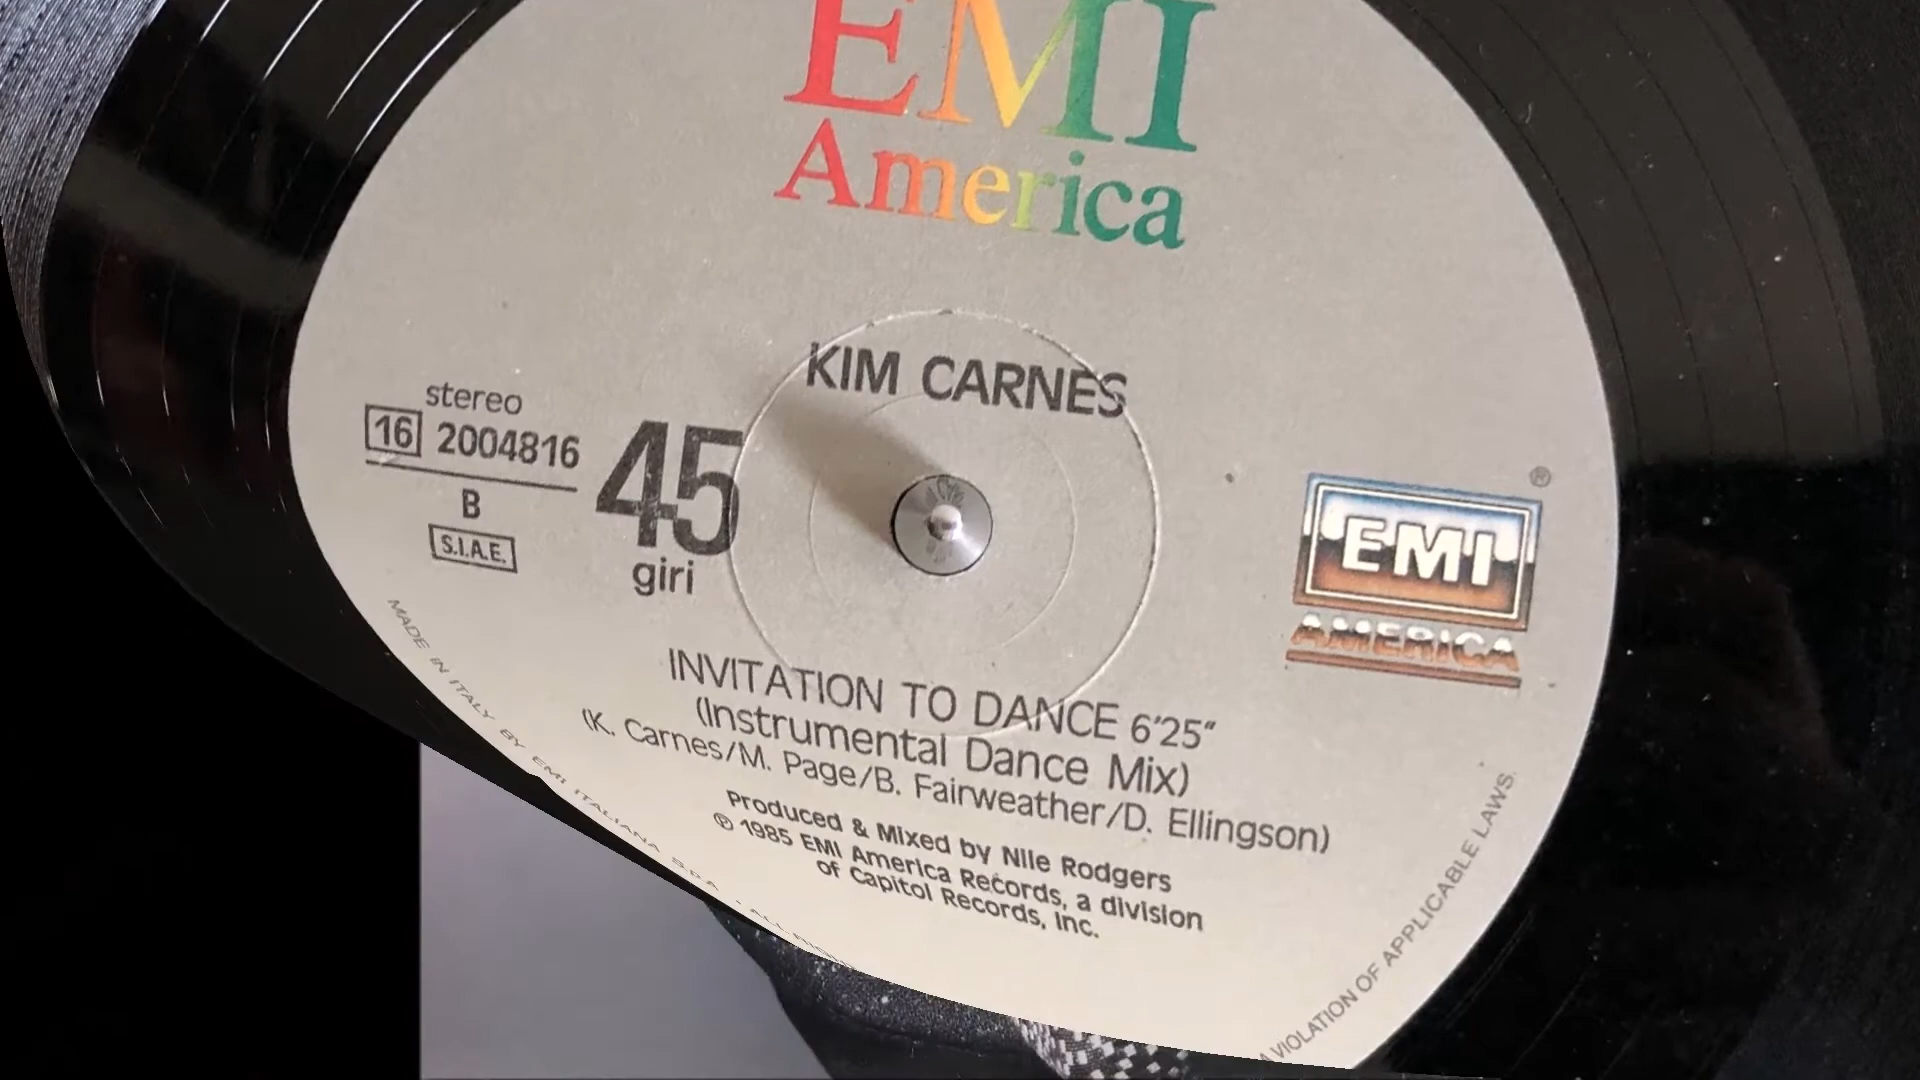 EMI
America
KIM CARNES
stereo
16 2004816
B
S.I.A.E.
45
giri
®
EMI
AMERICA
INVITATION TO DANCE 6'25"
(Instrumental Dance Mix)
(K. Carnes/M. Page/B. Fairweather/D. Ellingson)
Produced & Mixed by Nile Rodgers
℗ 1985 EMI America Records, a division
of Capitol Records, Inc.
MADE IN ITALY BY EMI ITALIANA S.p.A. - ALL
A VIOLATION OF APPLICABLE LAWS.